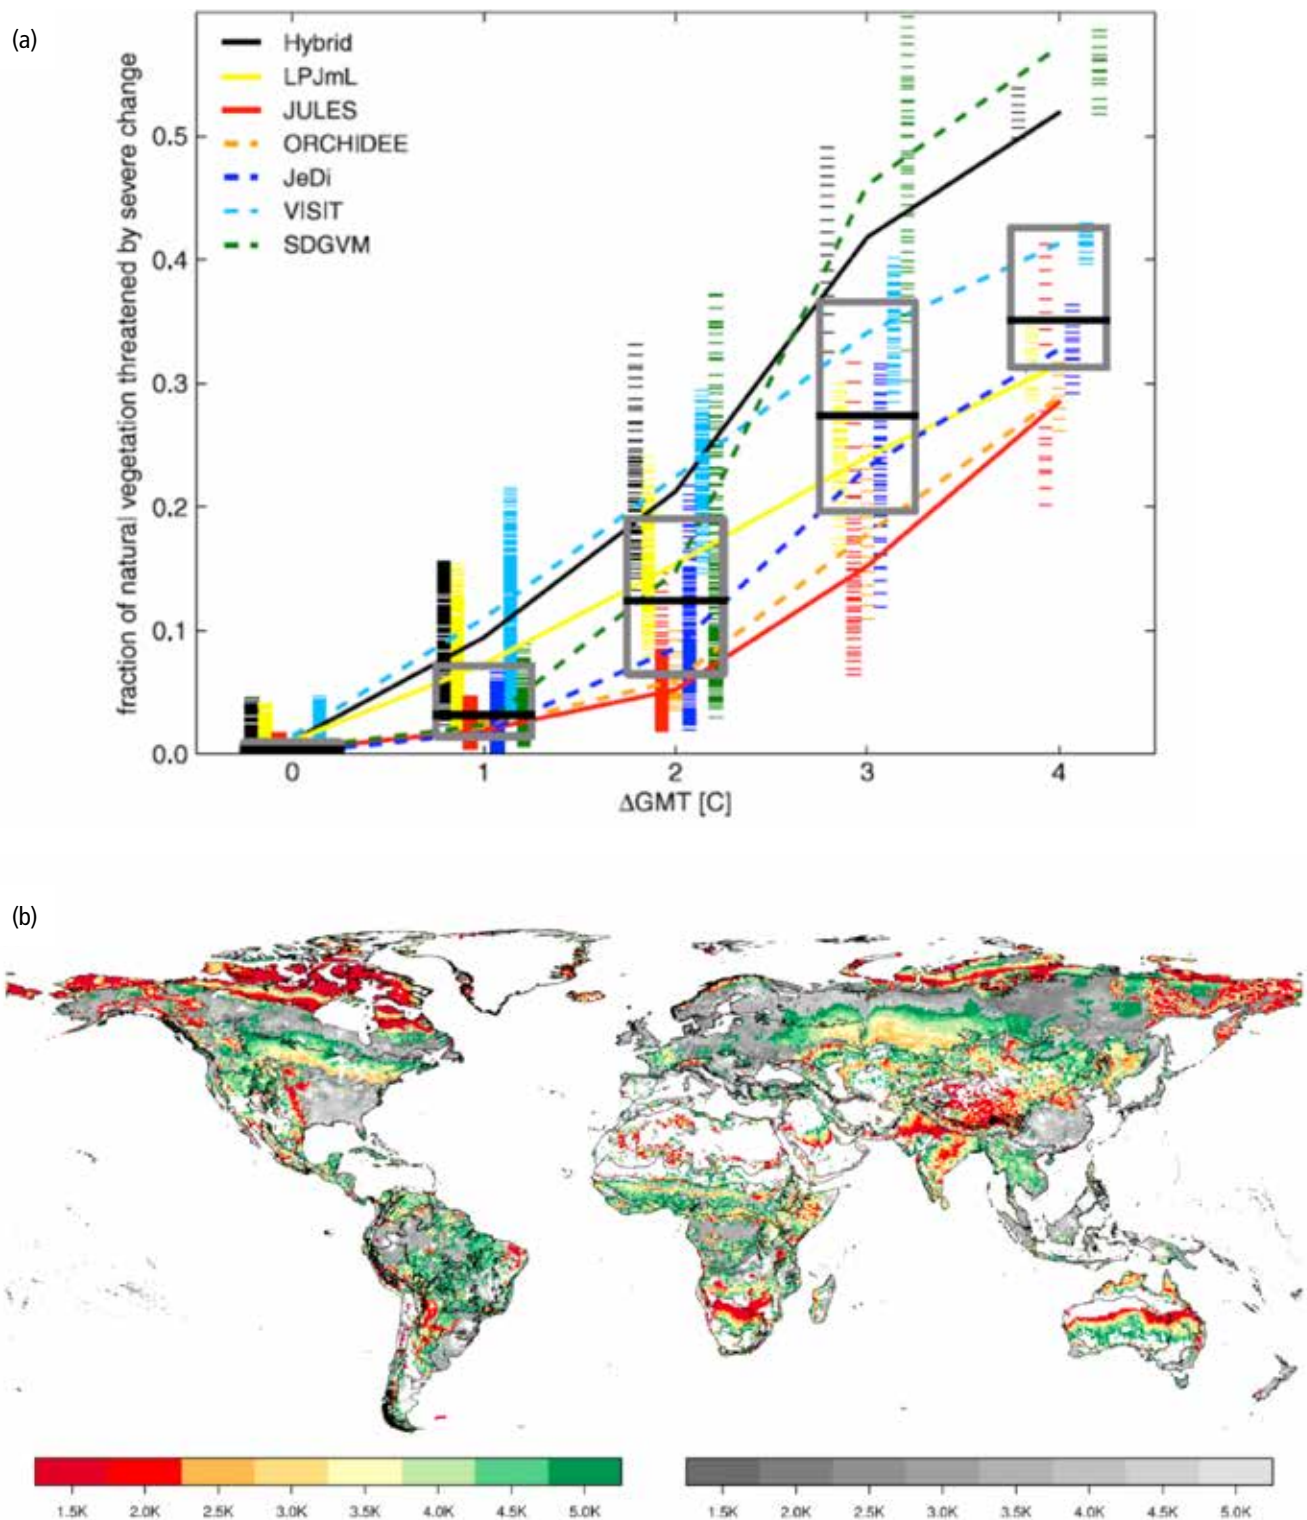 (a)
fraction of natural vegetation threatened by severe change
Hybrid
LPJmL
JULES
ORCHIDEE
JeDi
VISIT
SDGVM
0.5
0.4
0.3
0.2
0.1
0.0
0 1 2 3 4
ΔGMT [C]
(b)
1.5K 2.0K 2.5K 3.0K 3.5K 4.0K 4.5K 5.0K
1.5K 2.0K 2.5K 3.0K 3.5K 4.0K 4.5K 5.0K